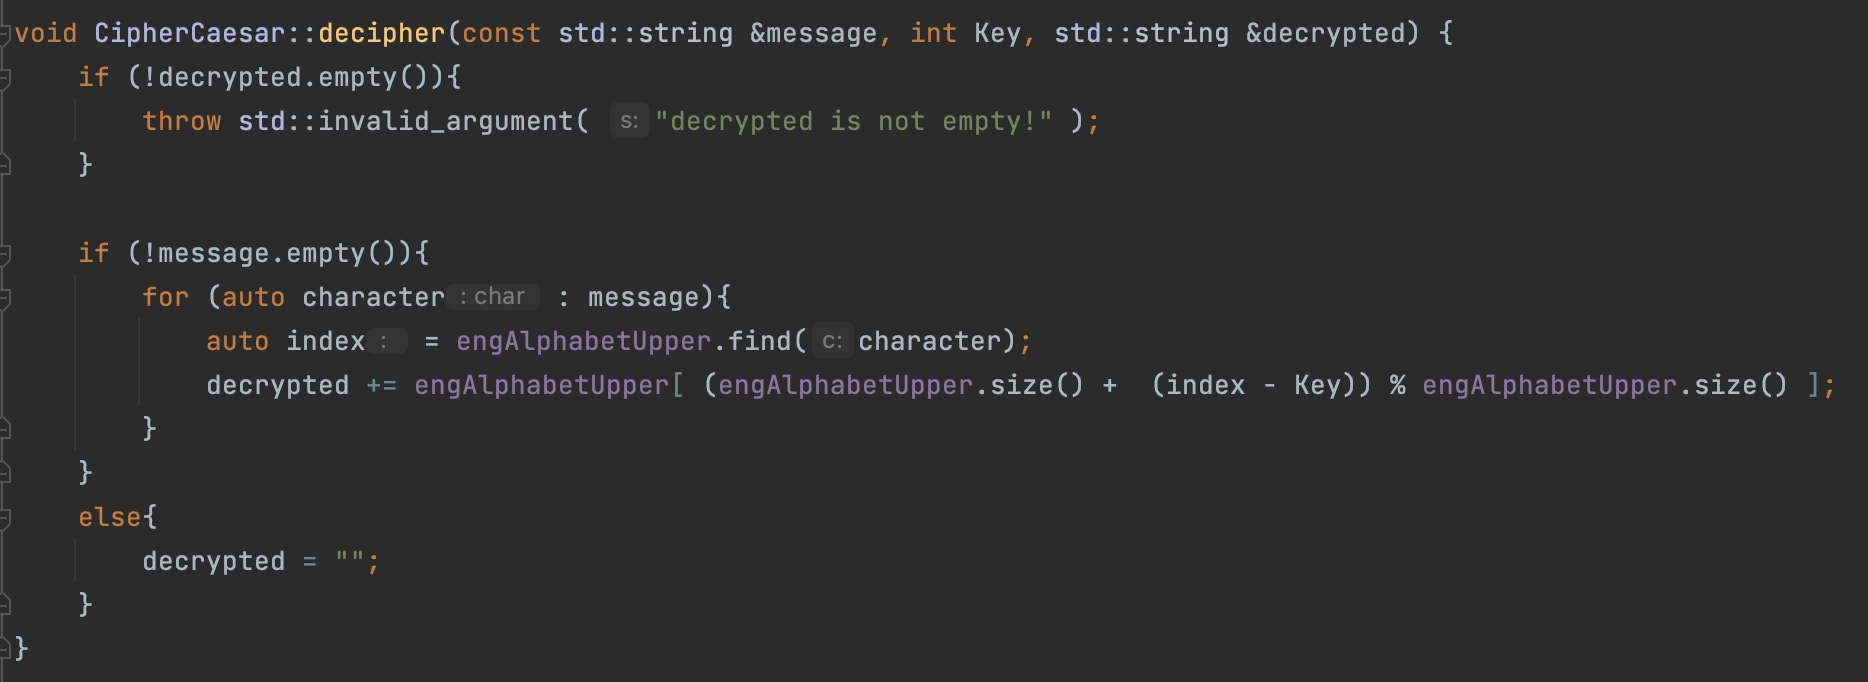 void CipherCaesar::decipher(const std::string &message, int Key, std::string &decrypted) {
    if (!decrypted.empty()){
        throw std::invalid_argument( s: "decrypted is not empty!" );
    }

    if (!message.empty()){
        for (auto character : char  : message){
            auto index :  = engAlphabetUpper.find( c: character);
            decrypted += engAlphabetUpper[ (engAlphabetUpper.size() +  (index - Key)) % engAlphabetUpper.size() ];
        }
    }
    else{
        decrypted = "";
    }
}